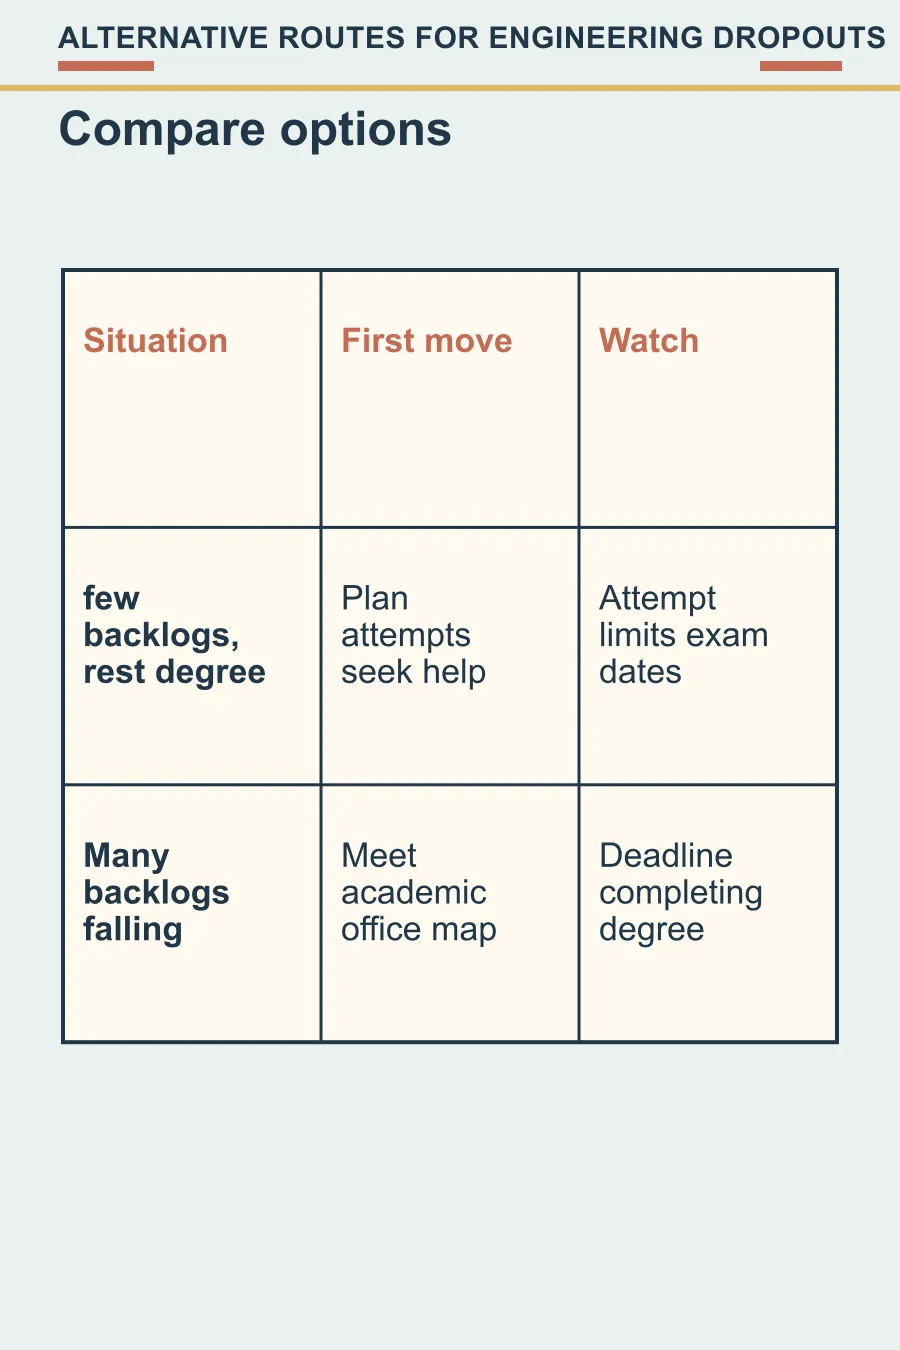 ALTERNATIVE ROUTES FOR ENGINEERING DROPOUTS
Compare options
Situation
First move
Watch
few
backlogs,
rest degree
Plan
attempts
seek help
Attempt
limits exam
dates
Many
backlogs
falling
Meet
academic
office map
Deadline
completing
degree